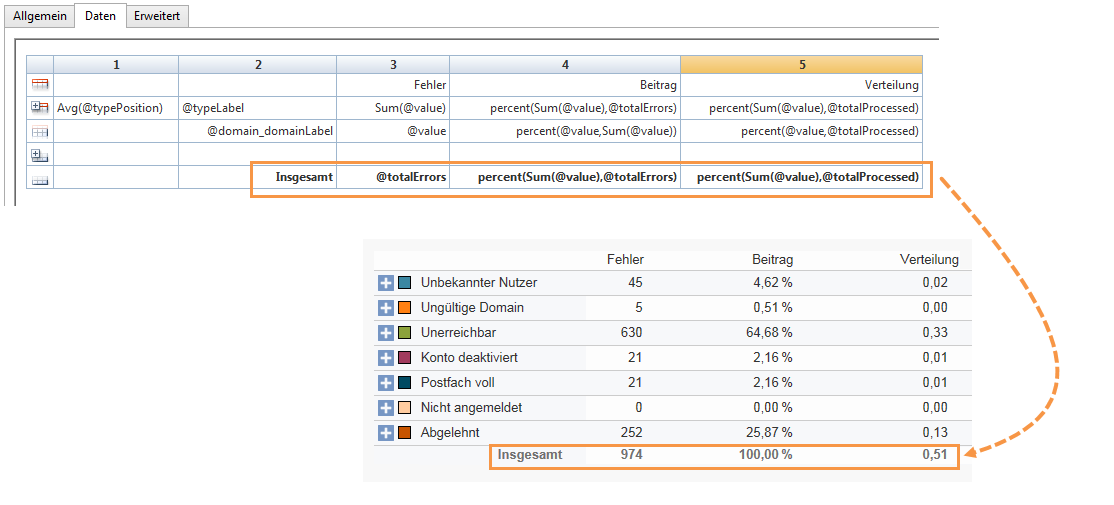 Allgemein Daten Erweitert
1 2 3 4 5
Fehler Beitrag Verteilung
Avg(@typePosition) @typeLabel Sum(@value) percent(Sum(@value),@totalErrors) percent(Sum(@value),@totalProcessed)
@domain_domainLabel @value percent(@value,Sum(@value)) percent(@value,@totalProcessed)
Insgesamt @totalErrors percent(Sum(@value),@totalErrors) percent(Sum(@value),@totalProcessed)
Fehler Beitrag Verteilung
Unbekannter Nutzer 45 4,62 % 0,02
Ungültige Domain 5 0,51 % 0,00
Unerreichbar 630 64,68 % 0,33
Konto deaktiviert 21 2,16 % 0,01
Postfach voll 21 2,16 % 0,01
Nicht angemeldet 0 0,00 % 0,00
Abgelehnt 252 25,87 % 0,13
Insgesamt 974 100,00 % 0,51